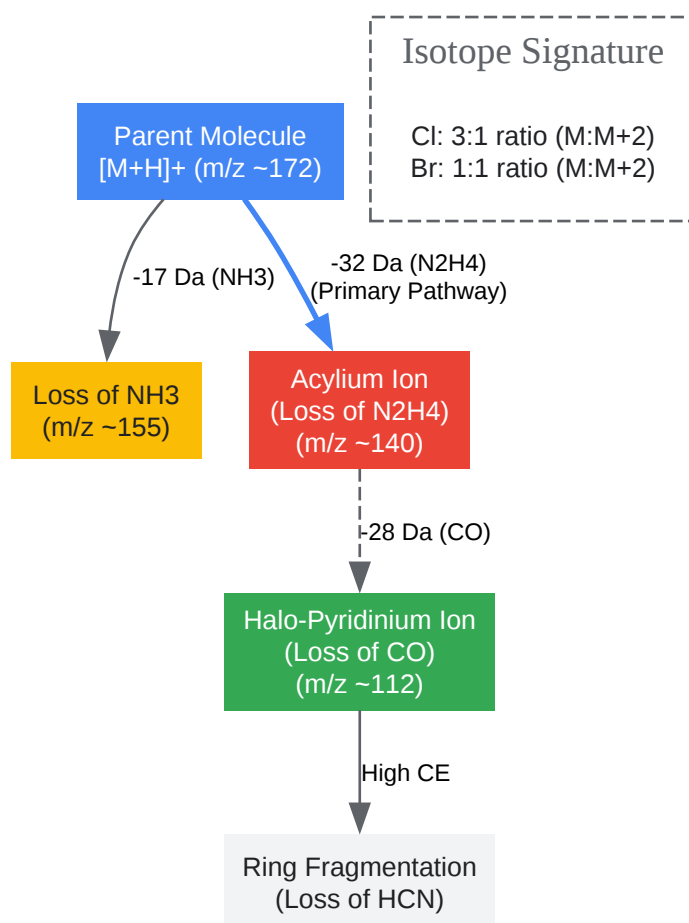 Isotope Signature
Cl: 3:1 ratio (M:M+2)
Br: 1:1 ratio (M:M+2)
Parent Molecule
[M+H]+ (m/z ~172)
-17 Da (NH3)
-32 Da (N2H4)
(Primary Pathway)
Loss of NH3
(m/z ~155)
Acylium Ion
(Loss of N2H4)
(m/z ~140)
-28 Da (CO)
Halo-Pyridinium Ion
(Loss of CO)
(m/z ~112)
High CE
Ring Fragmentation
(Loss of HCN)